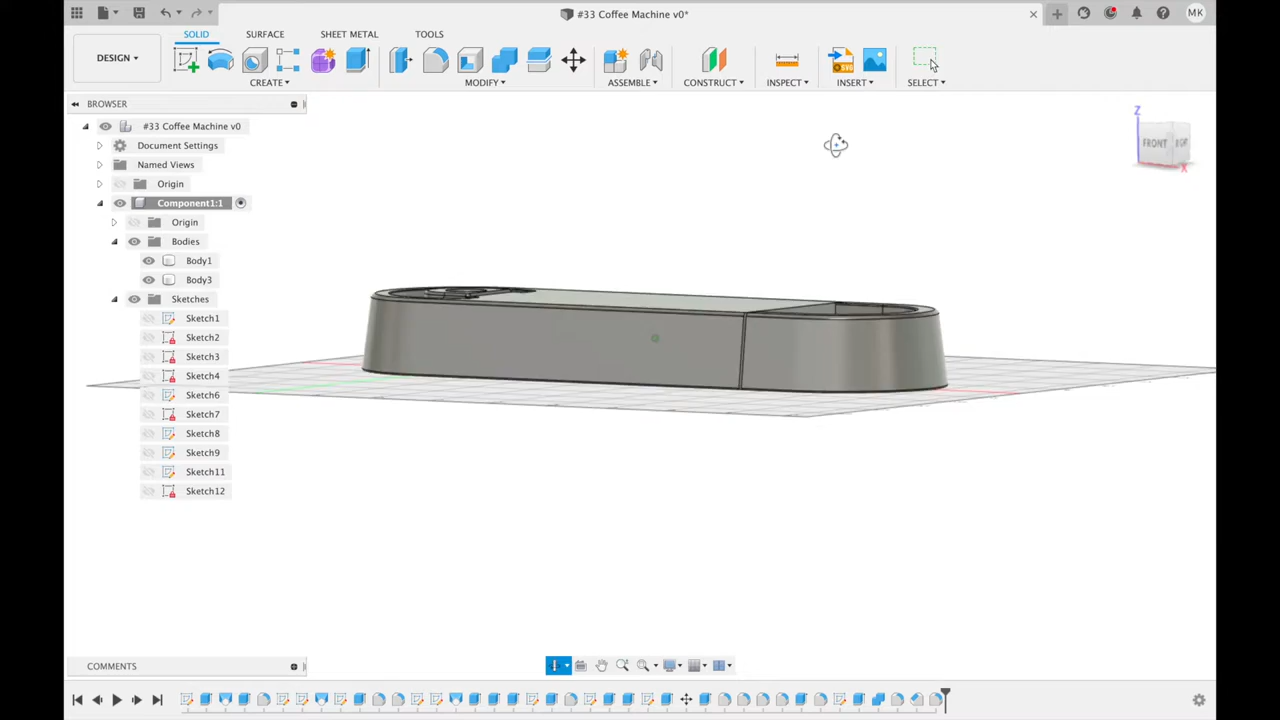 #33 Coffee Machine v0*
MK
SOLID
SURFACE
SHEET METAL
TOOLS
DESIGN
CREATE
MODIFY
ASSEMBLE
CONSTRUCT
INSPECT
INSERT
SELECT
BROWSER
#33 Coffee Machine v0
Document Settings
Named Views
Origin
Component1:1
Origin
Bodies
Body1
Body3
Sketches
Sketch1
Sketch2
Sketch3
Sketch4
Sketch6
Sketch7
Sketch8
Sketch9
Sketch11
Sketch12
Z
FRONT
RIGHT
X
COMMENTS